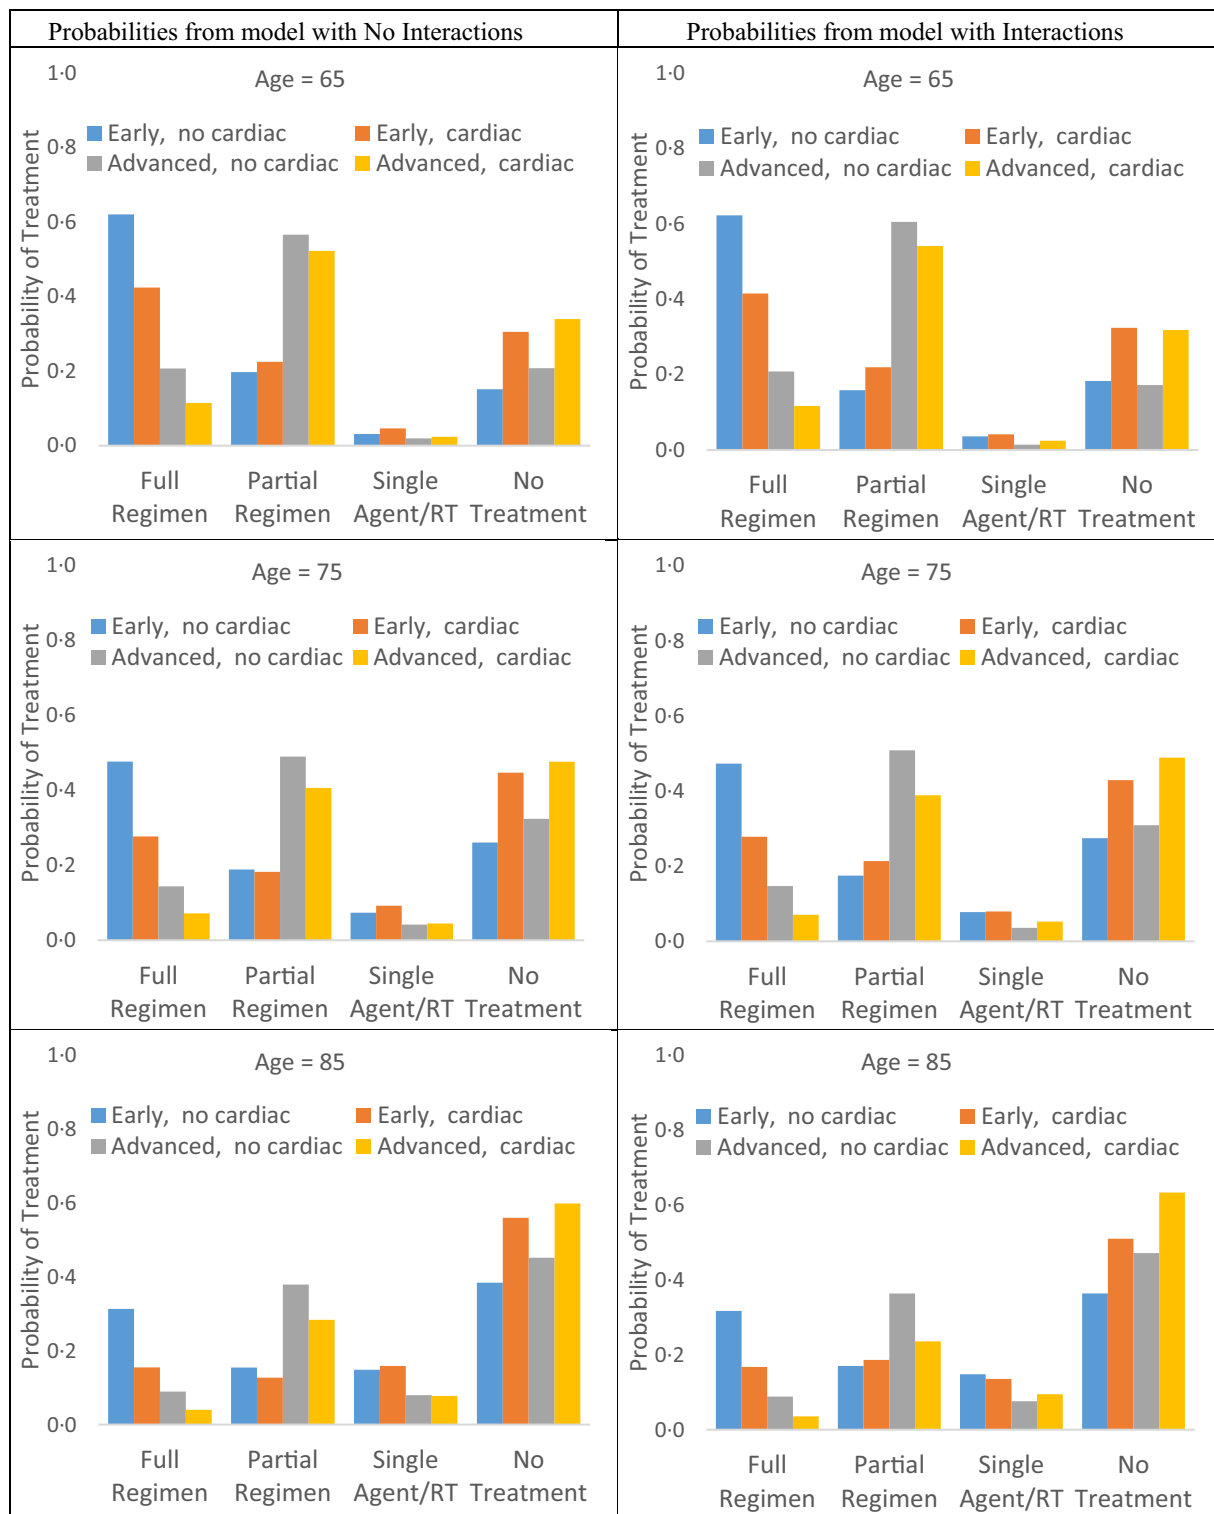 Probabilities from model with No Interactions
Probabilities from model with Interactions
Age = 65
Early, no cardiac
Early, cardiac
Advanced, no cardiac
Advanced, cardiac
Probability of Treatment
1·0
0·8
0·6
0·4
0·2
0·0
Full Regimen
Partial Regimen
Single Agent/RT
No Treatment
Age = 65
Early, no cardiac
Early, cardiac
Advanced, no cardiac
Advanced, cardiac
Probability of Treatment
1·0
0·8
0·6
0·4
0·2
0·0
Full Regimen
Partial Regimen
Single Agent/RT
No Treatment
Age = 75
Early, no cardiac
Early, cardiac
Advanced, no cardiac
Advanced, cardiac
Probability of Treatment
1·0
0·8
0·6
0·4
0·2
0·0
Full Regimen
Partial Regimen
Single Agent/RT
No Treatment
Age = 75
Early, no cardiac
Early, cardiac
Advanced, no cardiac
Advanced, cardiac
Probability of Treatment
1·0
0·8
0·6
0·4
0·2
0·0
Full Regimen
Partial Regimen
Single Agent/RT
No Treatment
Age = 85
Early, no cardiac
Early, cardiac
Advanced, no cardiac
Advanced, cardiac
Probability of Treatment
1·0
0·8
0·6
0·4
0·2
0·0
Full Regimen
Partial Regimen
Single Agent/RT
No Treatment
Age = 85
Early, no cardiac
Early, cardiac
Advanced, no cardiac
Advanced, cardiac
Probability of Treatment
1·0
0·8
0·6
0·4
0·2
0·0
Full Regimen
Partial Regimen
Single Agent/RT
No Treatment